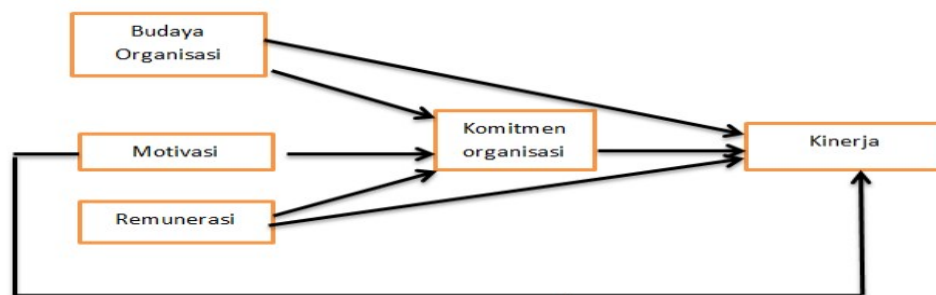 Budaya
Organisasi
Komitmen
organisasi
Kinerja
Motivasi
Remunerasi